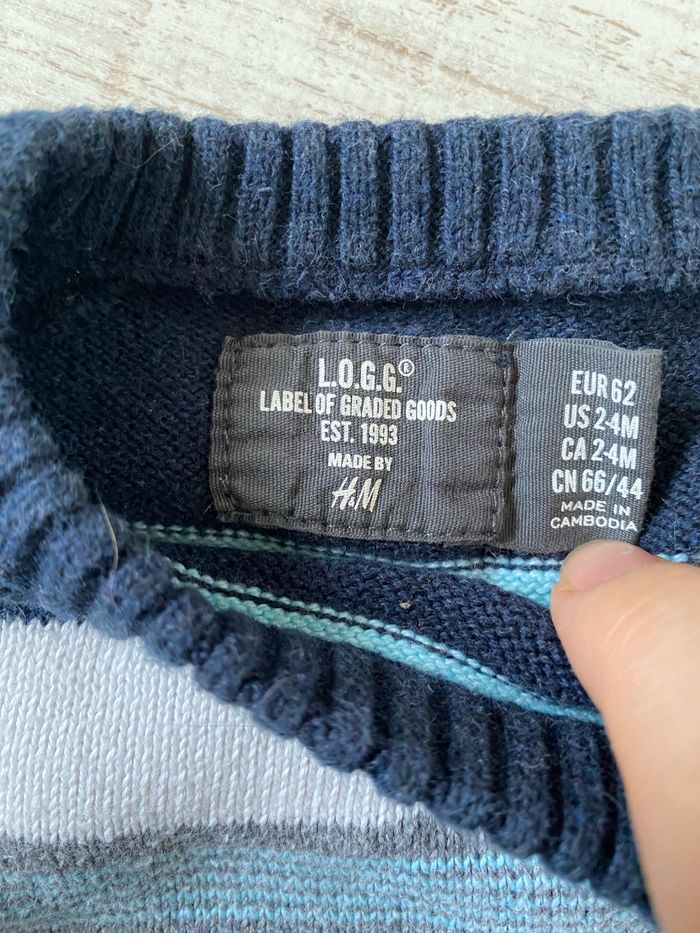 L.O.G.G.®
LABEL OF GRADED GOODS
EST. 1993
MADE BY
H&M
EUR 62
US 2-4M
CA 2-4M
CN 66/44
MADE IN
CAMBODIA